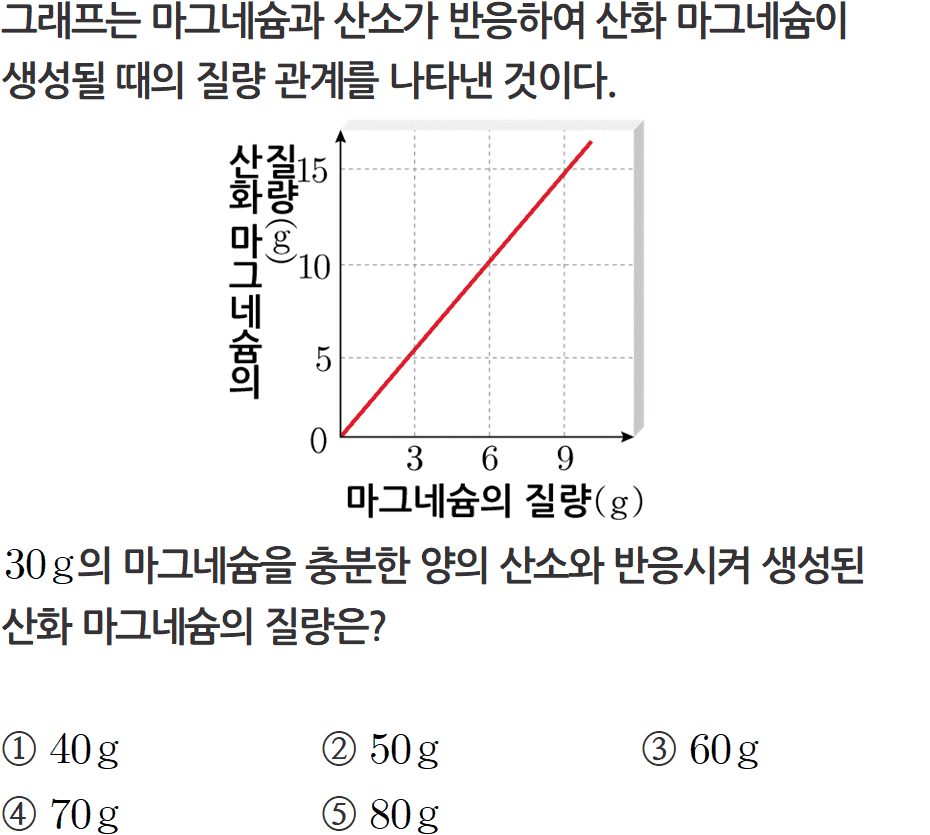 그래프는 마그네슘과 산소가 반응하여 산화 마그네슘이
생성될 때의 질량 관계를 나타낸 것이다.
산화 마그네슘의
질량(g)
15
10
5
0
3 6 9
마그네슘의 질량(g)
30 g의 마그네슘을 충분한 양의 산소와 반응시켜 생성된
산화 마그네슘의 질량은?
① 40 g ② 50 g ③ 60 g
④ 70 g ⑤ 80 g